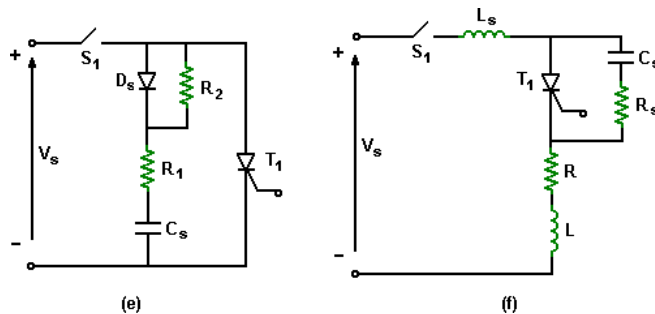 +
S1
Ds
R2
Vs
R1
T1
Cs
-
(e)
+
S1
Ls
T1
Cs
Rs
Vs
R
L
-
(f)